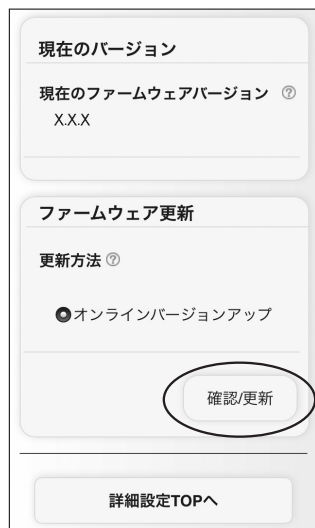 現在のバージョン
現在のファームウェアバージョン ?
X.X.X
ファームウェア更新
更新方法 ?
オンラインバージョンアップ
確認/更新
詳細設定TOPへ